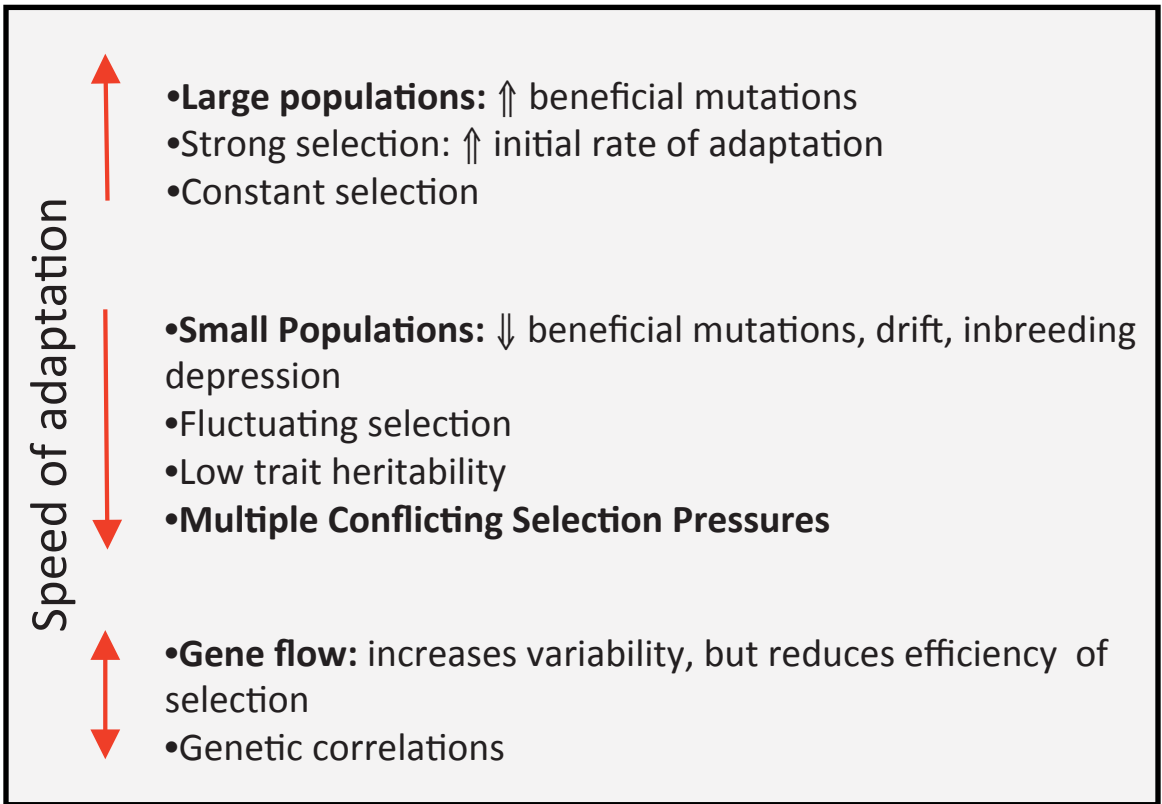 Speed of adaptation
•Large populations: ⇑ beneficial mutations
•Strong selection: ⇑ initial rate of adaptation
•Constant selection
•Small Populations: ⇓ beneficial mutations, drift, inbreeding
depression
•Fluctuating selection
•Low trait heritability
•Multiple Conflicting Selection Pressures
•Gene flow: increases variability, but reduces efficiency of
selection
•Genetic correlations